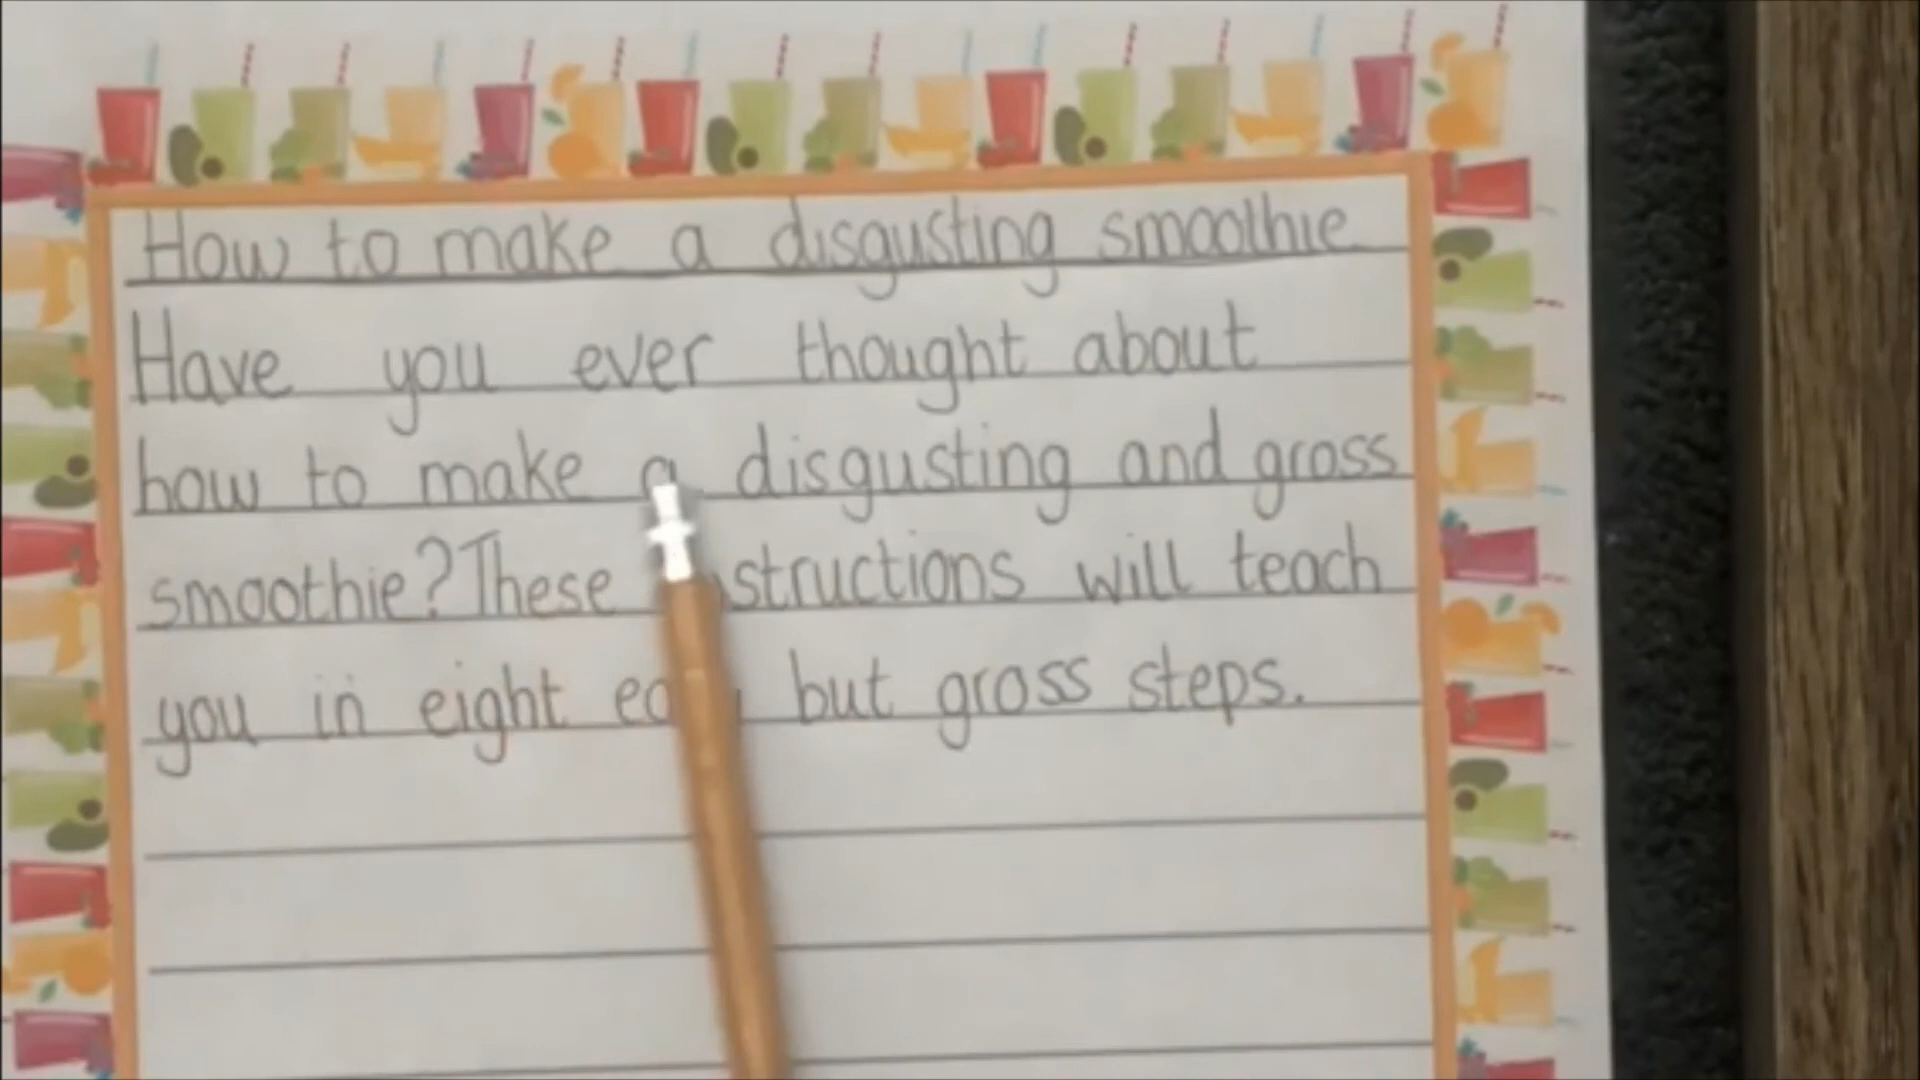 How to make a disgusting smoothie
Have you ever thought about
how to make a disgusting and gross
smoothie? These structions will teach
you in eight but gross steps.